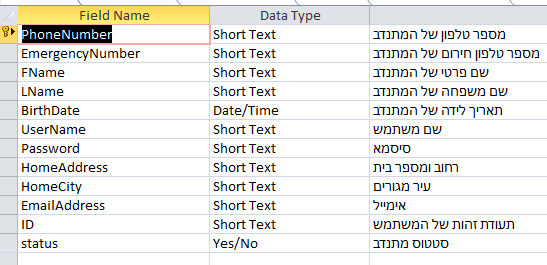 Field Name Data Type
PhoneNumber Short Text מספר טלפון של המתנדב
EmergencyNumber Short Text מספר טלפון חירום של המתנדב
FName Short Text שם פרטי של המתנדב
LName Short Text שם משפחה של המתנדב
BirthDate Date/Time תאריך לידה של המתנדב
UserName Short Text שם משתמש
Password Short Text סיסמא
HomeAddress Short Text רחוב ומספר בית
HomeCity Short Text עיר מגורים
EmailAddress Short Text אימייל
ID Short Text תעודת זהות של המשתמש
status Yes/No סטטוס מתנדב